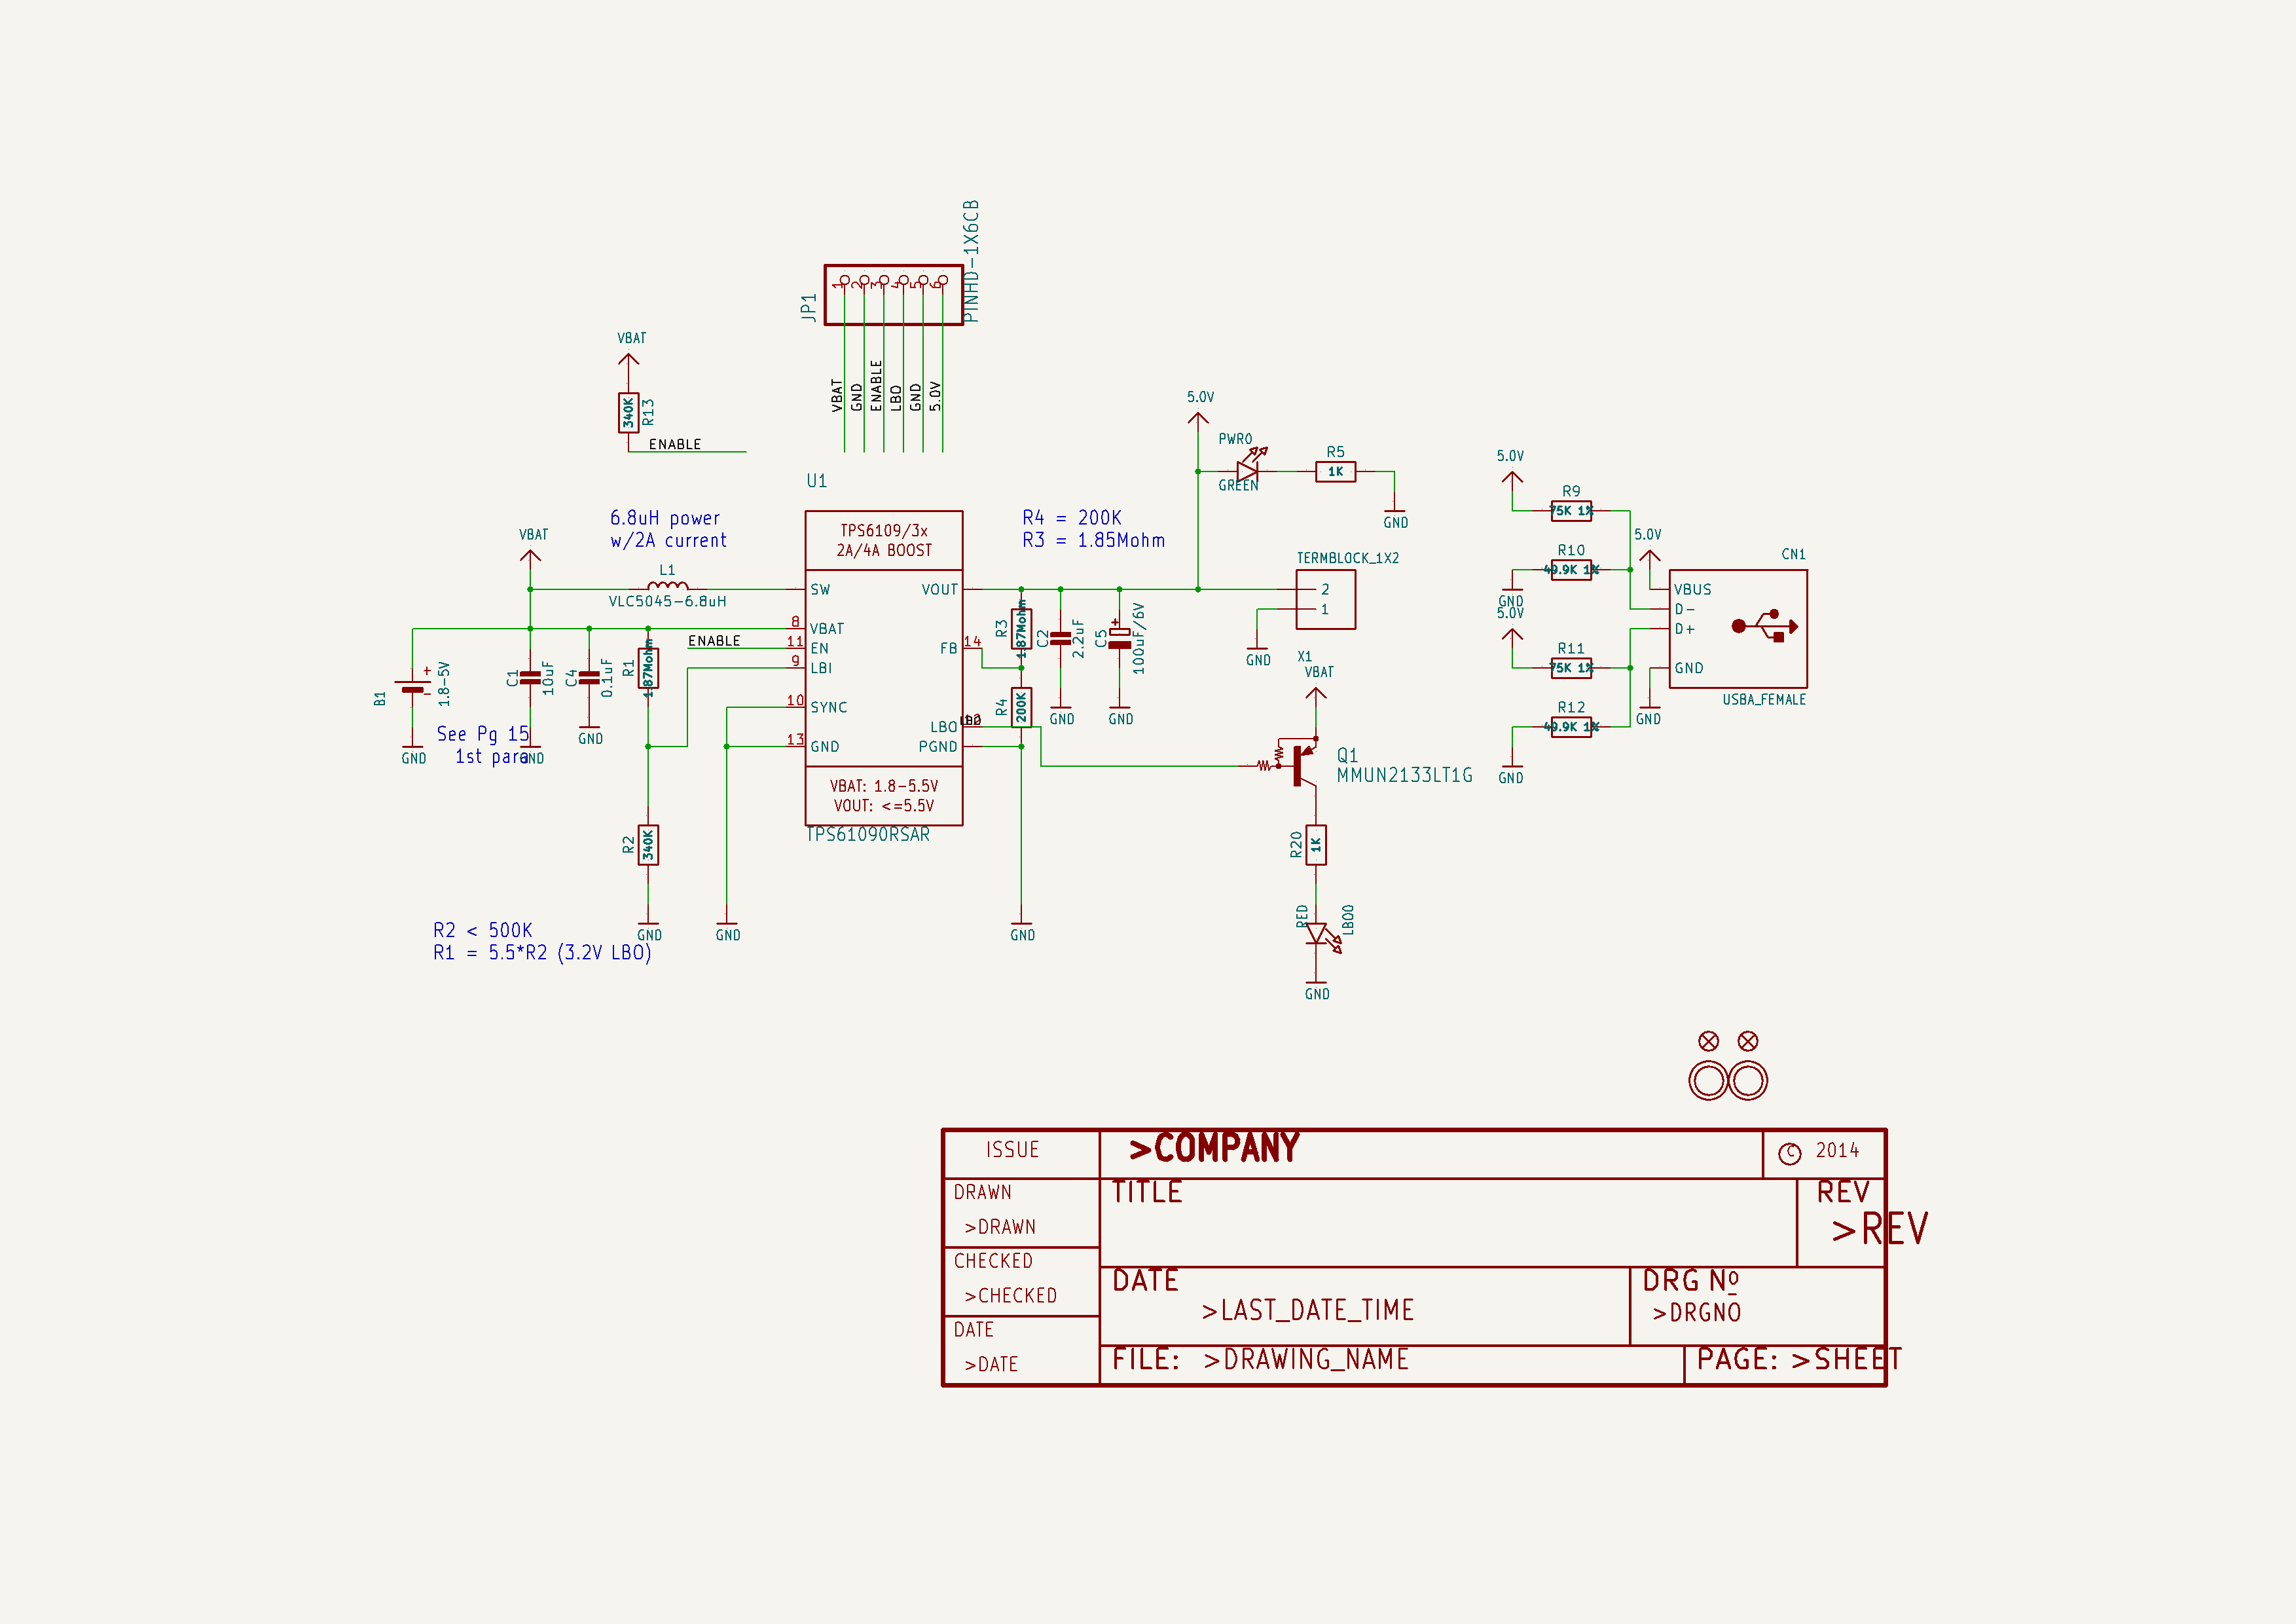 PINHD-1X6CB
JP1
1
2
3
4
5
6
VBAT
GND
ENABLE
LBO
GND
5.0V
VBAT
340K
R13
ENABLE
5.0V
PWR0
GREEN
R5
1K
GND
U1
TPS6109/3x
2A/4A BOOST
SW
VBAT
EN
LBI
SYNC
GND
VOUT
FB
LBO
PGND
8
11
9
10
13
14
12
LBO
VBAT: 1.8-5.5V
VOUT: <=5.5V
TPS61090RSAR
6.8uH power
w/2A current
VBAT
L1
VLC5045-6.8uH
ENABLE
B1
+
-
1.8-5V
GND
C1
10uF
GND
C4
0.1uF
GND
R1
1.87Mohm
See Pg 15
1st para
R2
340K
GND
GND
R2 < 500K
R1 = 5.5*R2 (3.2V LBO)
R4 = 200K
R3 = 1.85Mohm
R3
1.87Mohm
R4
200K
C2
2.2uF
GND
C5
+
100uF/6V
GND
GND
TERMBLOCK_1X2
2
1
GND
X1
VBAT
Q1
MMUN2133LT1G
R20
1K
RED
LBO0
GND
5.0V
R9
75K 1%
R10
49.9K 1%
GND
5.0V
R11
75K 1%
R12
49.9K 1%
GND
5.0V
CN1
VBUS
D-
D+
GND
USBA_FEMALE
GND
ISSUE
>COMPANY
© 2014
DRAWN
>DRAWN
TITLE
REV
>REV
CHECKED
>CHECKED
DATE
>LAST_DATE_TIME
DRG Nº
>DRGNO
DATE
>DATE
FILE: >DRAWING_NAME
PAGE: >SHEET